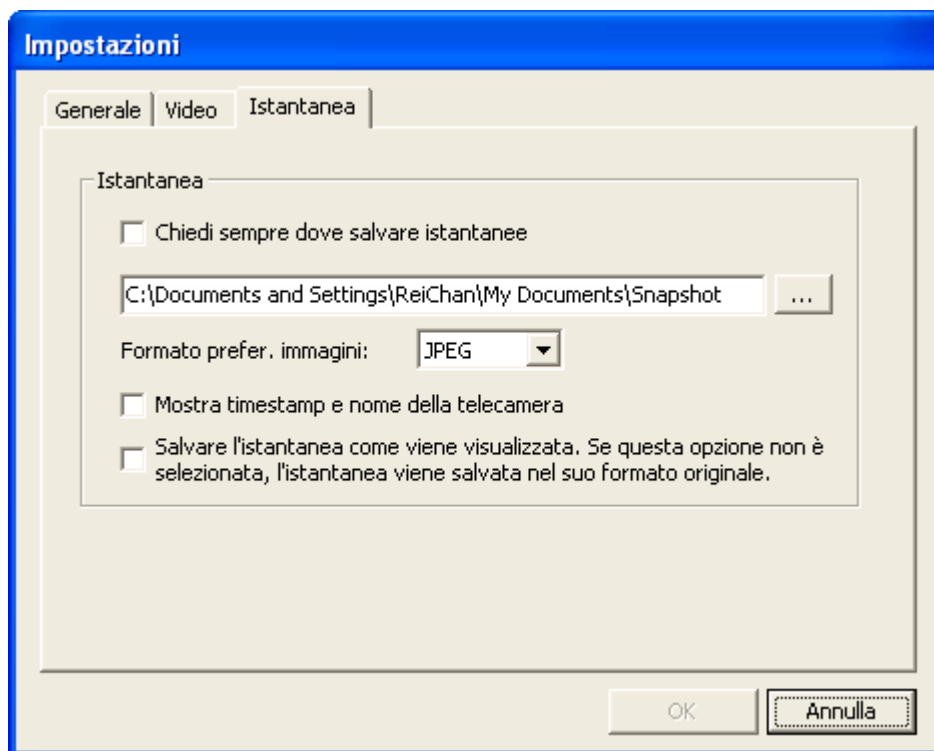 Impostazioni
Generale
Video
Istantanea
Istantanea
Chiedi sempre dove salvare istantanee
C:\Documents and Settings\ReiChan\My Documents\Snapshot
...
Formato prefer. immagini:
JPEG
Mostra timestamp e nome della telecamera
Salvare l'istantanea come viene visualizzata. Se questa opzione non è
selezionata, l'istantanea viene salvata nel suo formato originale.
OK
Annulla